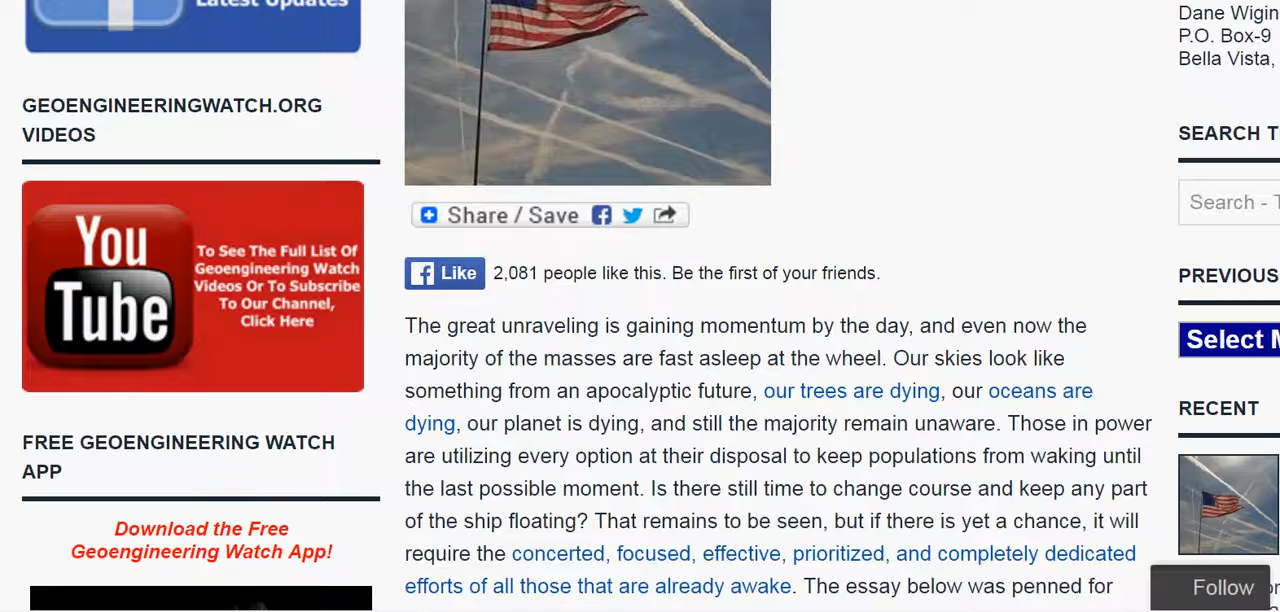 Latest Updates
GEOENGINEERINGWATCH.ORG
VIDEOS
You
Tube
To See The Full List Of
Geoengineering Watch
Videos Or To Subscribe
To Our Channel,
Click Here
FREE GEOENGINEERING WATCH
APP
Download the Free
Geoengineering Watch App!
Share / Save
Like 2,081 people like this. Be the first of your friends.
The great unraveling is gaining momentum by the day, and even now the
majority of the masses are fast asleep at the wheel. Our skies look like
something from an apocalyptic future, our trees are dying, our oceans are
dying, our planet is dying, and still the majority remain unaware. Those in power
are utilizing every option at their disposal to keep populations from waking until
the last possible moment. Is there still time to change course and keep any part
of the ship floating? That remains to be seen, but if there is yet a chance, it will
require the concerted, focused, effective, prioritized, and completely dedicated
efforts of all those that are already awake. The essay below was penned for
Dane Wigin
P.O. Box-9
Bella Vista,
SEARCH T
Search - T
PREVIOUS
Select M
RECENT
Follow